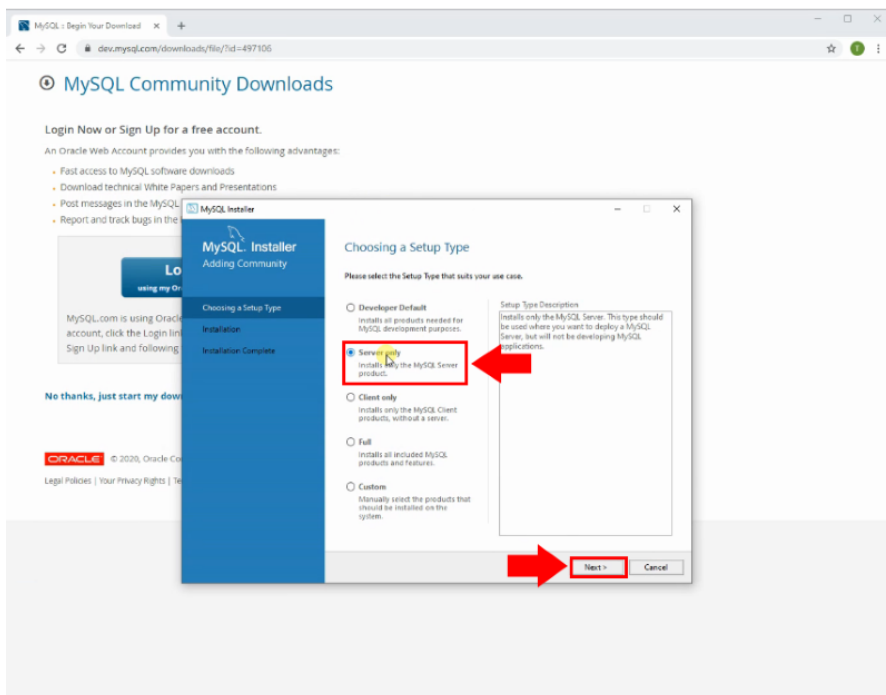 MySQL :: Begin Your Download
dev.mysql.com/downloads/file/?id=497106
T
MySQL Community Downloads
Login Now or Sign Up for a free account.
An Oracle Web Account provides you with the following advantages:
Fast access to MySQL software downloads
Download technical White Papers and Presentations
Post messages in the MySQL
Report and track bugs in the
Lo
using my Or
MySQL.com is using Oracle
account, click the Login lin
Sign Up link and following
No thanks, just start my dow
ORACLE © 2020, Oracle Co
Legal Policies | Your Privacy Rights | Te
MySQL Installer
MySQL. Installer
Adding Community
Choosing a Setup Type
Installation
Installation Complete
Choosing a Setup Type
Please select the Setup Type that suits your use case.
Developer Default
Installs all products needed for
MySQL development purposes.
Server only
Installs only the MySQL Server
product.
Client only
Installs only the MySQL Client
products, without a server.
Full
Installs all included MySQL
products and features.
Custom
Manually select the products that
should be installed on the
system.
Setup Type Description
Installs only the MySQL Server. This type should
be used where you want to deploy a MySQL
Server, but will not be developing MySQL
applications.
Next >
Cancel